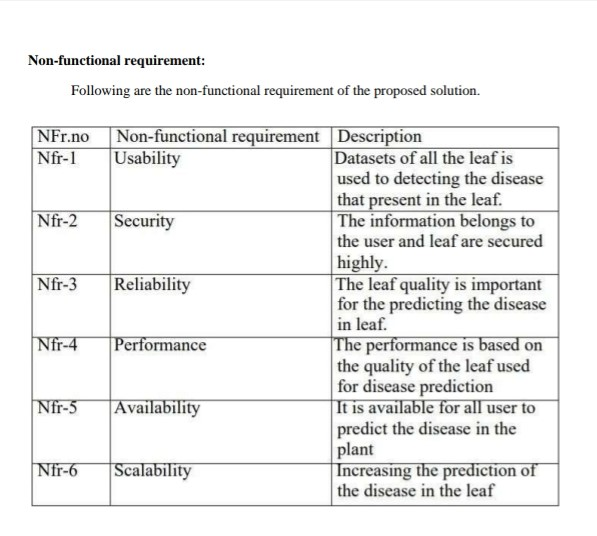 Non-functional requirement:
Following are the non-functional requirement of the proposed solution.
NFr.no Non-functional requirement Description
Nfr-1 Usability Datasets of all the leaf is
used to detecting the disease
that present in the leaf.
Nfr-2 Security The information belongs to
the user and leaf are secured
highly.
Nfr-3 Reliability The leaf quality is important
for the predicting the disease
in leaf.
Nfr-4 Performance The performance is based on
the quality of the leaf used
for disease prediction
Nfr-5 Availability It is available for all user to
predict the disease in the
plant
Nfr-6 Scalability Increasing the prediction of
the disease in the leaf